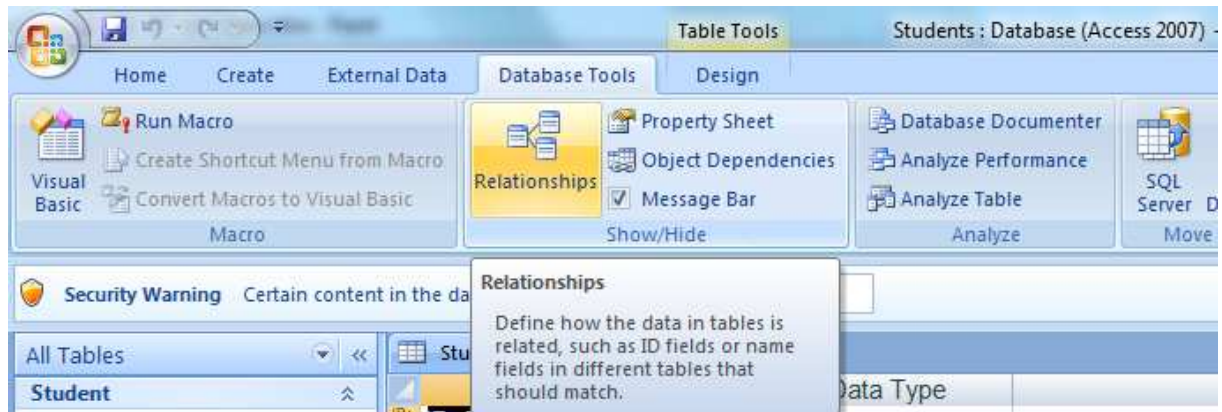 Table Tools
Students : Database (Access 2007) -
Home Create External Data Database Tools Design
Visual Basic
Run Macro
Create Shortcut Menu from Macro
Convert Macros to Visual Basic
Macro
Relationships
Property Sheet
Object Dependencies
Message Bar
Show/Hide
Database Documenter
Analyze Performance
Analyze Table
Analyze
SQL
Server D
Move
Security Warning Certain content in the da
Relationships
Define how the data in tables is
related, such as ID fields or name
fields in different tables that
should match.
All Tables
Stu
Student
Data Type